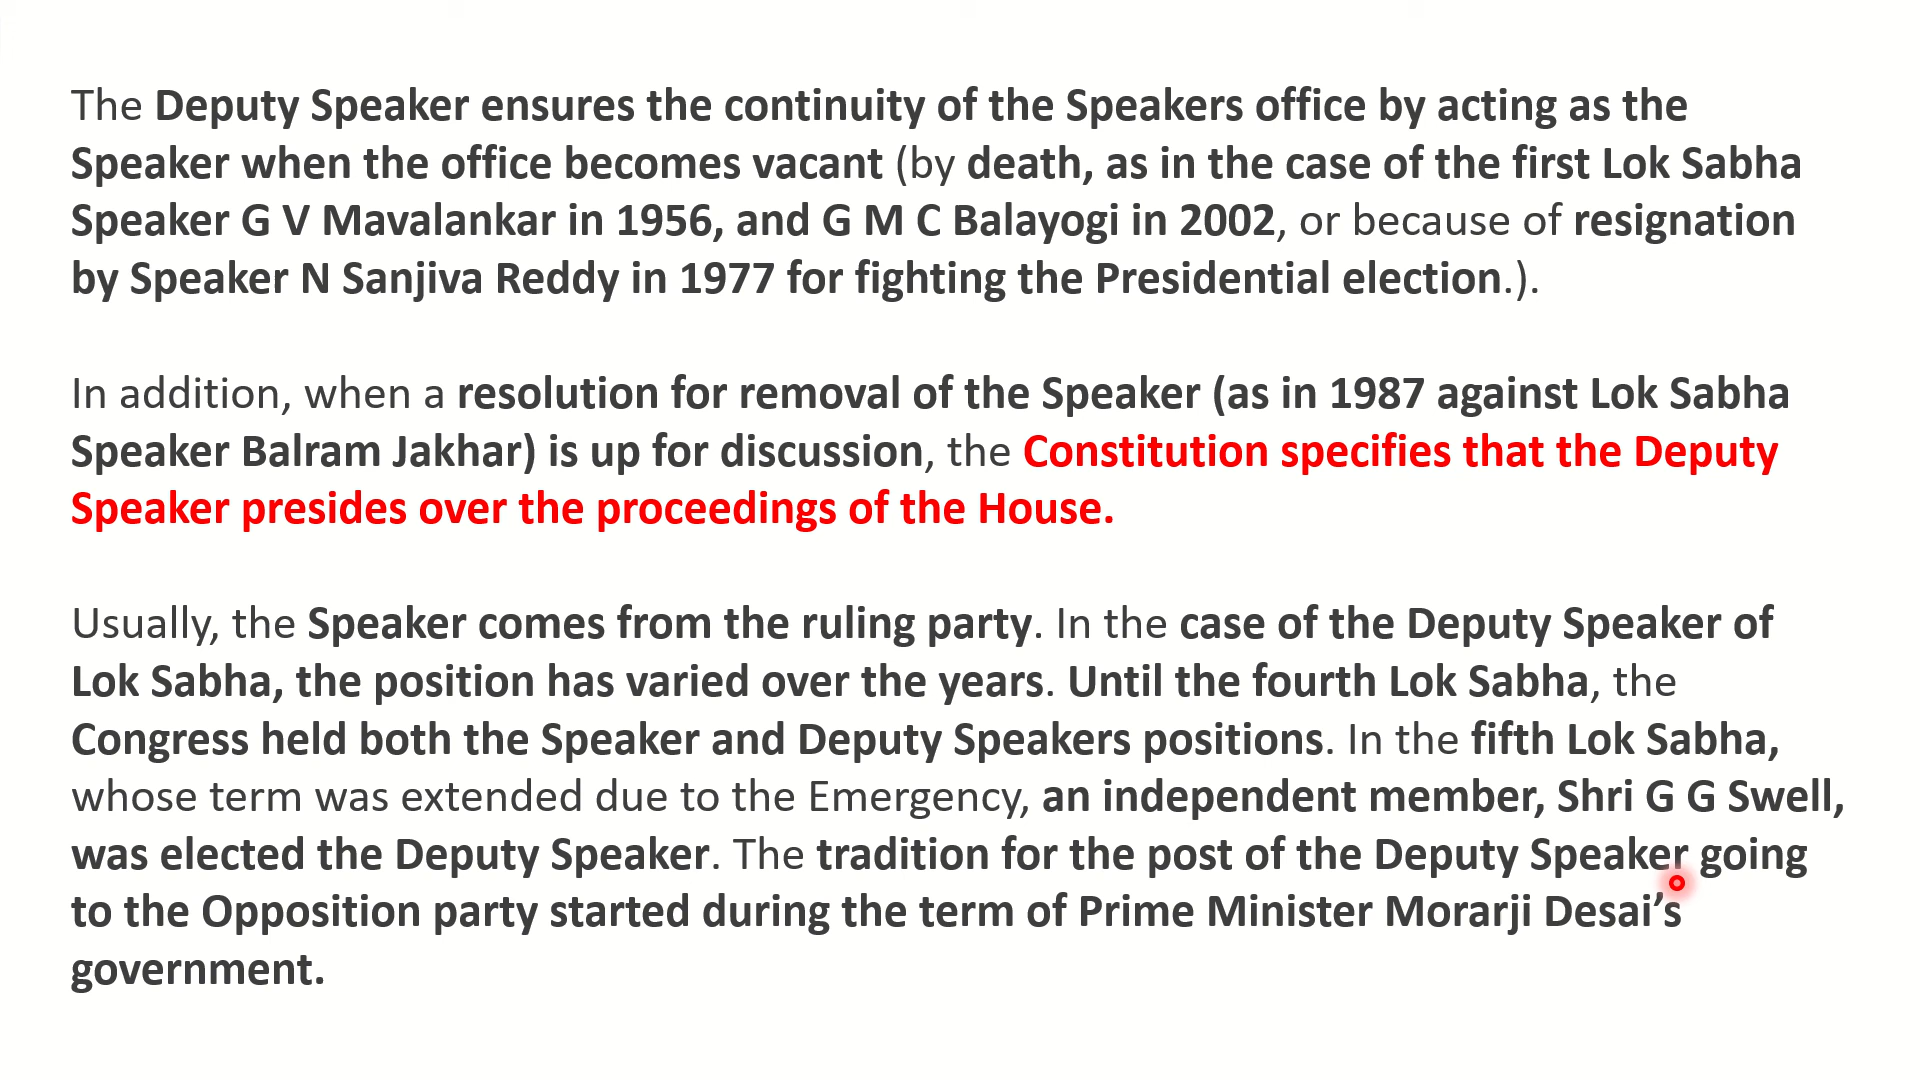 The Deputy Speaker ensures the continuity of the Speakers office by acting as the
Speaker when the office becomes vacant (by death, as in the case of the first Lok Sabha
Speaker G V Mavalankar in 1956, and G M C Balayogi in 2002, or because of resignation
by Speaker N Sanjiva Reddy in 1977 for fighting the Presidential election.).
In addition, when a resolution for removal of the Speaker (as in 1987 against Lok Sabha
Speaker Balram Jakhar) is up for discussion, the Constitution specifies that the Deputy
Speaker presides over the proceedings of the House.
Usually, the Speaker comes from the ruling party. In the case of the Deputy Speaker of
Lok Sabha, the position has varied over the years. Until the fourth Lok Sabha, the
Congress held both the Speaker and Deputy Speakers positions. In the fifth Lok Sabha,
whose term was extended due to the Emergency, an independent member, Shri G G Swell,
was elected the Deputy Speaker. The tradition for the post of the Deputy Speaker going
to the Opposition party started during the term of Prime Minister Morarji Desai’s
government.